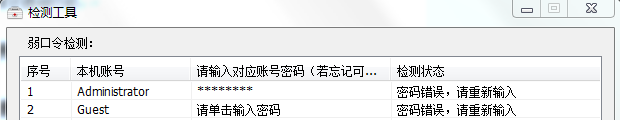 检测工具
弱口令检测：
序号 本机账号 请输入对应账号密码（若忘记可... 检测状态
1 Administrator ******** 密码错误，请重新输入
2 Guest 请单击输入密码 密码错误，请重新输入